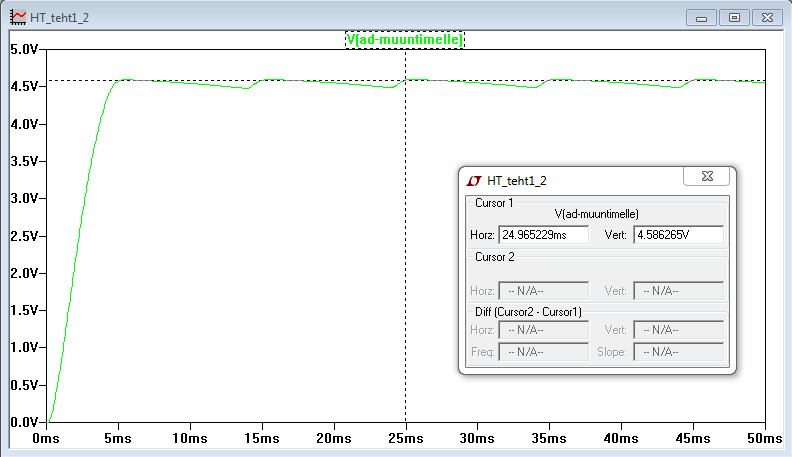 HT_teht1_2
V(ad-muuntimelle)
5.0V
4.5V
4.0V
3.5V
3.0V
2.5V
2.0V
1.5V
1.0V
0.5V
0.0V
0ms 5ms 10ms 15ms 20ms 25ms 30ms 35ms 40ms 45ms 50ms
HT_teht1_2
Cursor 1
V(ad-muuntimelle)
Horz: 24.965229ms Vert: 4.586265V
Cursor 2
Horz: -- N/A-- Vert: -- N/A--
Diff (Cursor2 - Cursor1)
Horz: -- N/A-- Vert: -- N/A--
Freq: -- N/A-- Slope: -- N/A--